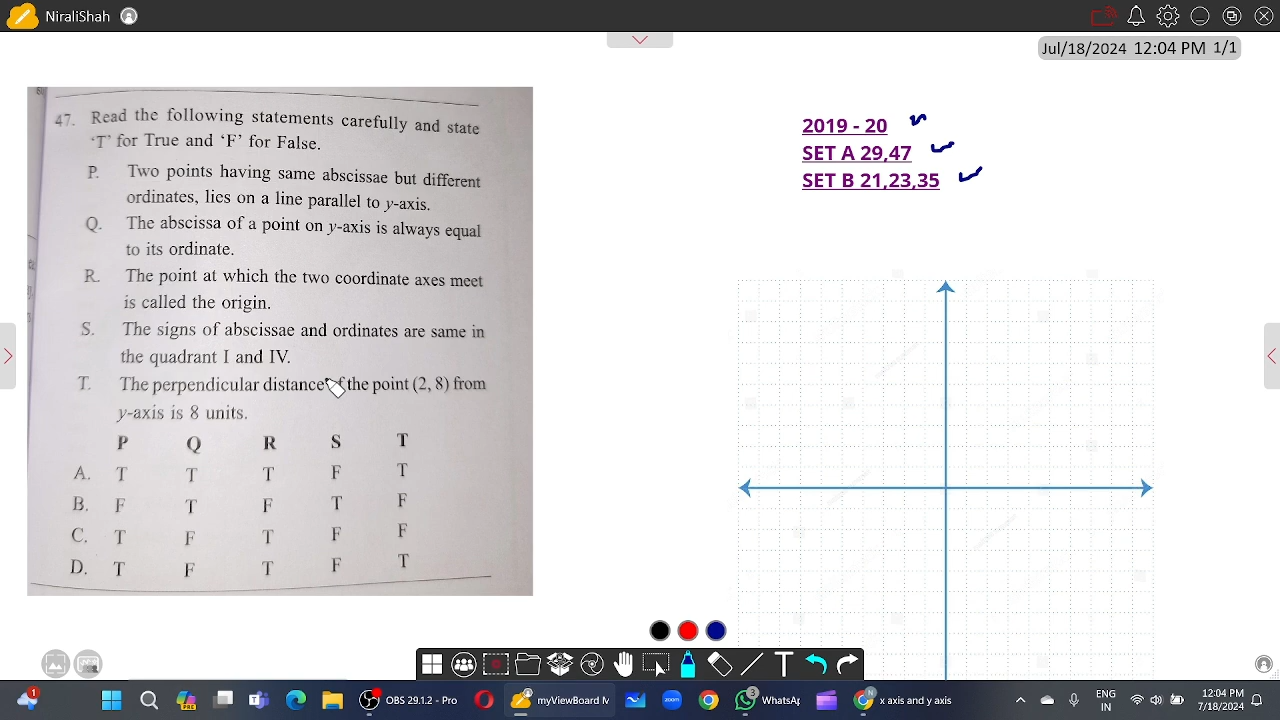 NiraliShah
Jul/18/2024 12:04 PM 1/1
47. Read the following statements carefully and state
'T' for True and 'F' for False.
P. Two points having same abscissae but different
ordinates, lies on a line parallel to y-axis.
Q. The abscissa of a point on y-axis is always equal
to its ordinate.
R. The point at which the two coordinate axes meet
is called the origin.
S. The signs of abscissae and ordinates are same in
the quadrant I and IV.
T. The perpendicular distance of the point (2, 8) from
y-axis is 8 units.
P Q R S T
A. T T T F T
B. F T F T F
C. T F T F F
D. T F T F T
2019 - 20
SET A 29,47
SET B 21,23,35
T
1
OBS 29.1.2 - Pro
myViewBoard
zoom
3
WhatsAp
N
x axis and y axis
ENG
IN
12:04 PM
7/18/2024